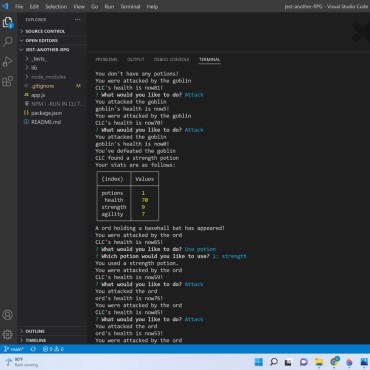 File Edit Selection View Go Run Terminal Help
jest-another-RPG - Visual Studio Code
EXPLORER
SOURCE CONTROL
OPEN EDITORS
JEST-ANOTHER-RPG
_tests_
lib
node_modules
.gitignore M
app.js
NPM i -RUN IN CLI T...
package.json
README.md
OUTLINE
TIMELINE
PROBLEMS OUTPUT DEBUG CONSOLE TERMINAL
You don't have any potions!
You were attacked by the goblin
CLC's health is now81!
? What would you like to do? Attack
You attacked the goblin
goblin's health is now5!
You were attacked by the goblin
CLC's health is now70!
? What would you like to do? Attack
You attacked the goblin
goblin's health is now0!
You've defeated the goblin
CLC found a strength potion
Your stats are as follows:
(index) Values
potions 1
health 70
strength 9
agility 7
A ord holding a baseball bat has appeared!
You were attacked by the ord
CLC's health is now65!
? What would you like to do? Use potion
? Which potion would you like to use? 1: strength
You used a strength potion.
You were attacked by the ord
CLC's health is now59!
? What would you like to do? Attack
You attacked the ord
ord's health is now76!
You were attacked by the ord
CLC's health is now45!
? What would you like to do? Attack
You attacked the ord
ord's health is now53!
You were attacked by the ord
main*
0 0
80°F
Rain coming